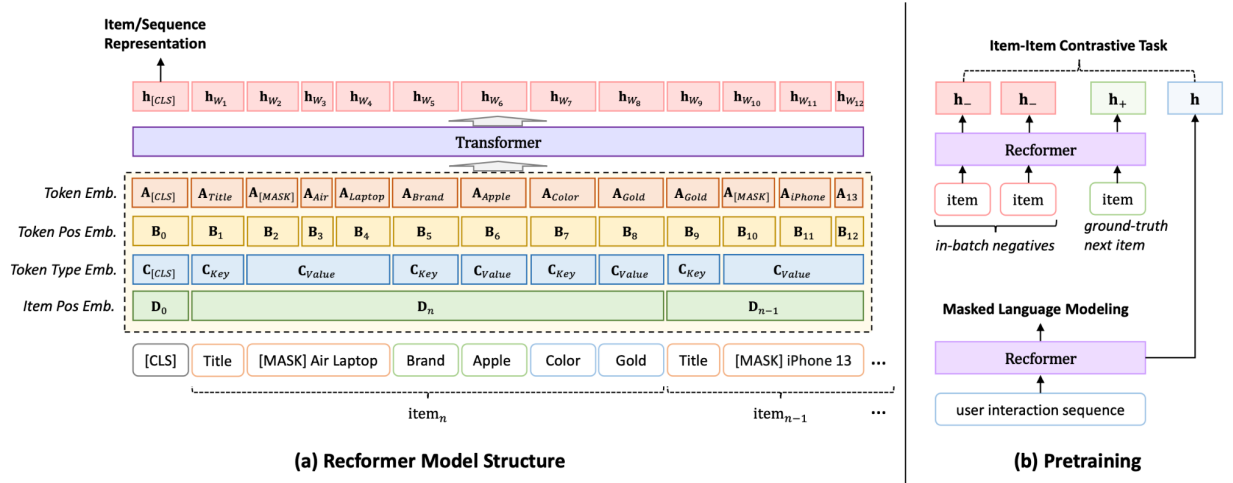 Item/Sequence
Representation
h[CLS] hW1 hW2 hW3 hW4 hW5 hW6 hW7 hW8 hW9 hW10 hW11 hW12
Transformer
Token Emb. A[CLS] ATitle A[MASK] AAir ALaptop ABrand AApple AColor AGold AGold A[MASK] AiPhone A13
Token Pos Emb. B0 B1 B2 B3 B4 B5 B6 B7 B8 B9 B10 B11 B12
Token Type Emb. C[CLS] CKey CValue CKey CValue CKey CValue CKey CValue
Item Pos Emb. D0 Dn Dn−1
[CLS] Title [MASK] Air Laptop Brand Apple Color Gold Title [MASK] iPhone 13 ...
itemn itemn−1 ...
(a) Recformer Model Structure
Item-Item Contrastive Task
h− h− h+ h
Recformer
item item item
in-batch negatives
ground-truth
next item
Masked Language Modeling
Recformer
user interaction sequence
(b) Pretraining